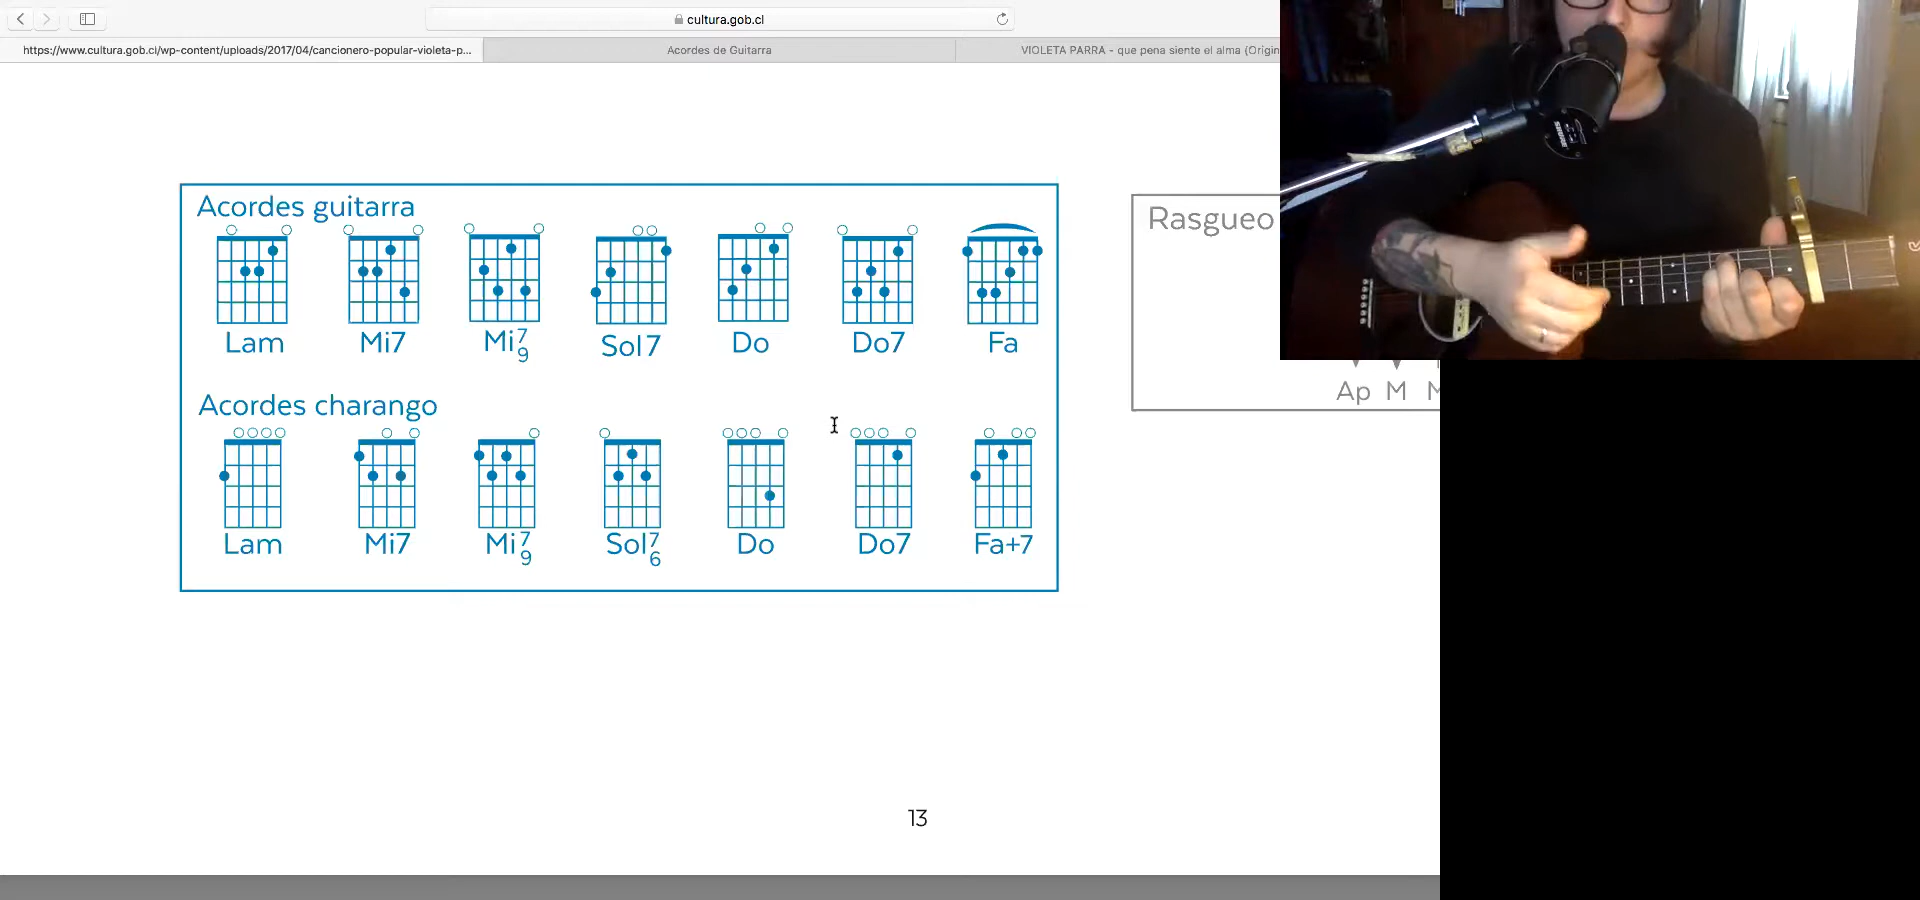 cultura.gob.cl
https://www.cultura.gob.cl/wp-content/uploads/2017/04/cancionero-popular-violeta-p...
Acordes de Guitarra
VIOLETA PARRA - que pena siente el alma (Origin
Acordes guitarra
Lam Mi7 Mi7 9 Sol7 Do Do7 Fa
Acordes charango
Lam Mi7 Mi7 9 Sol7 6 Do Do7 Fa+7
Rasgueo
Ap M
13